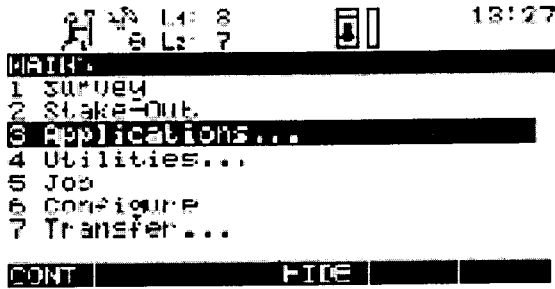 L1: 8 13:27
8 L2: 7
MAIN\
1 Survey
2 Stake-Out
3 Applications...
4 Utilities...
5 Job
6 Configure
7 Transfer...
CONT HIDE